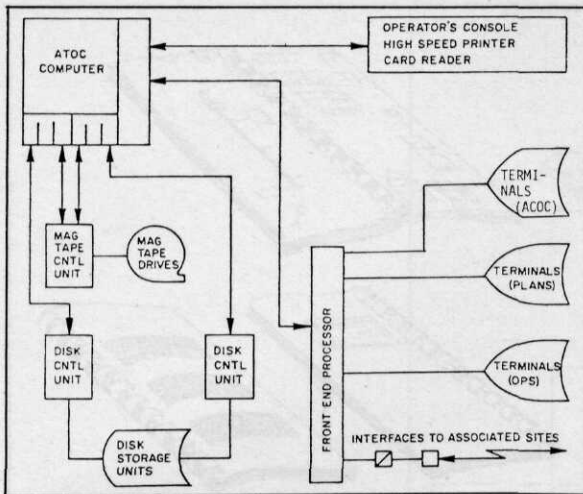 ATOC
COMPUTER
OPERATOR'S CONSOLE
HIGH SPEED PRINTER
CARD READER
TERMI-
NALS
(ACOC)
MAG
TAPE
CNTL
UNIT
MAG
TAPE
DRIVES
TERMINALS
(PLANS)
DISK
CNTL
UNIT
DISK
CNTL
UNIT
FRONT END PROCESSOR
TERMINALS
(OPS)
DISK
STORAGE
UNITS
INTERFACES TO ASSOCIATED SITES